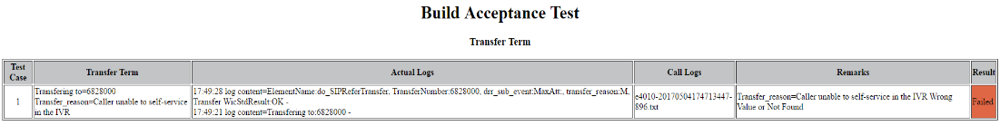 Build Acceptance Test
Transfer Term
Test Case
Transfer Term
Actual Logs
Call Logs
Remarks
Result
1
Transfering to=6828000
Transfer_reason=Caller unable to self-service
in the IVR
17:49:28 log content=ElementName:do_SIPReferTransfer, TransferNumber:6828000, drr_sub_event:MaxAtt:, transfer_reason:M,
Transfer WicStdResult:OK -
17:49:21 log content=Transfering to:6828000 -
e4010-20170504174713447-
896.txt
Transfer_reason=Caller unable to self-service in the IVR Wrong
Value or Not Found
Failed